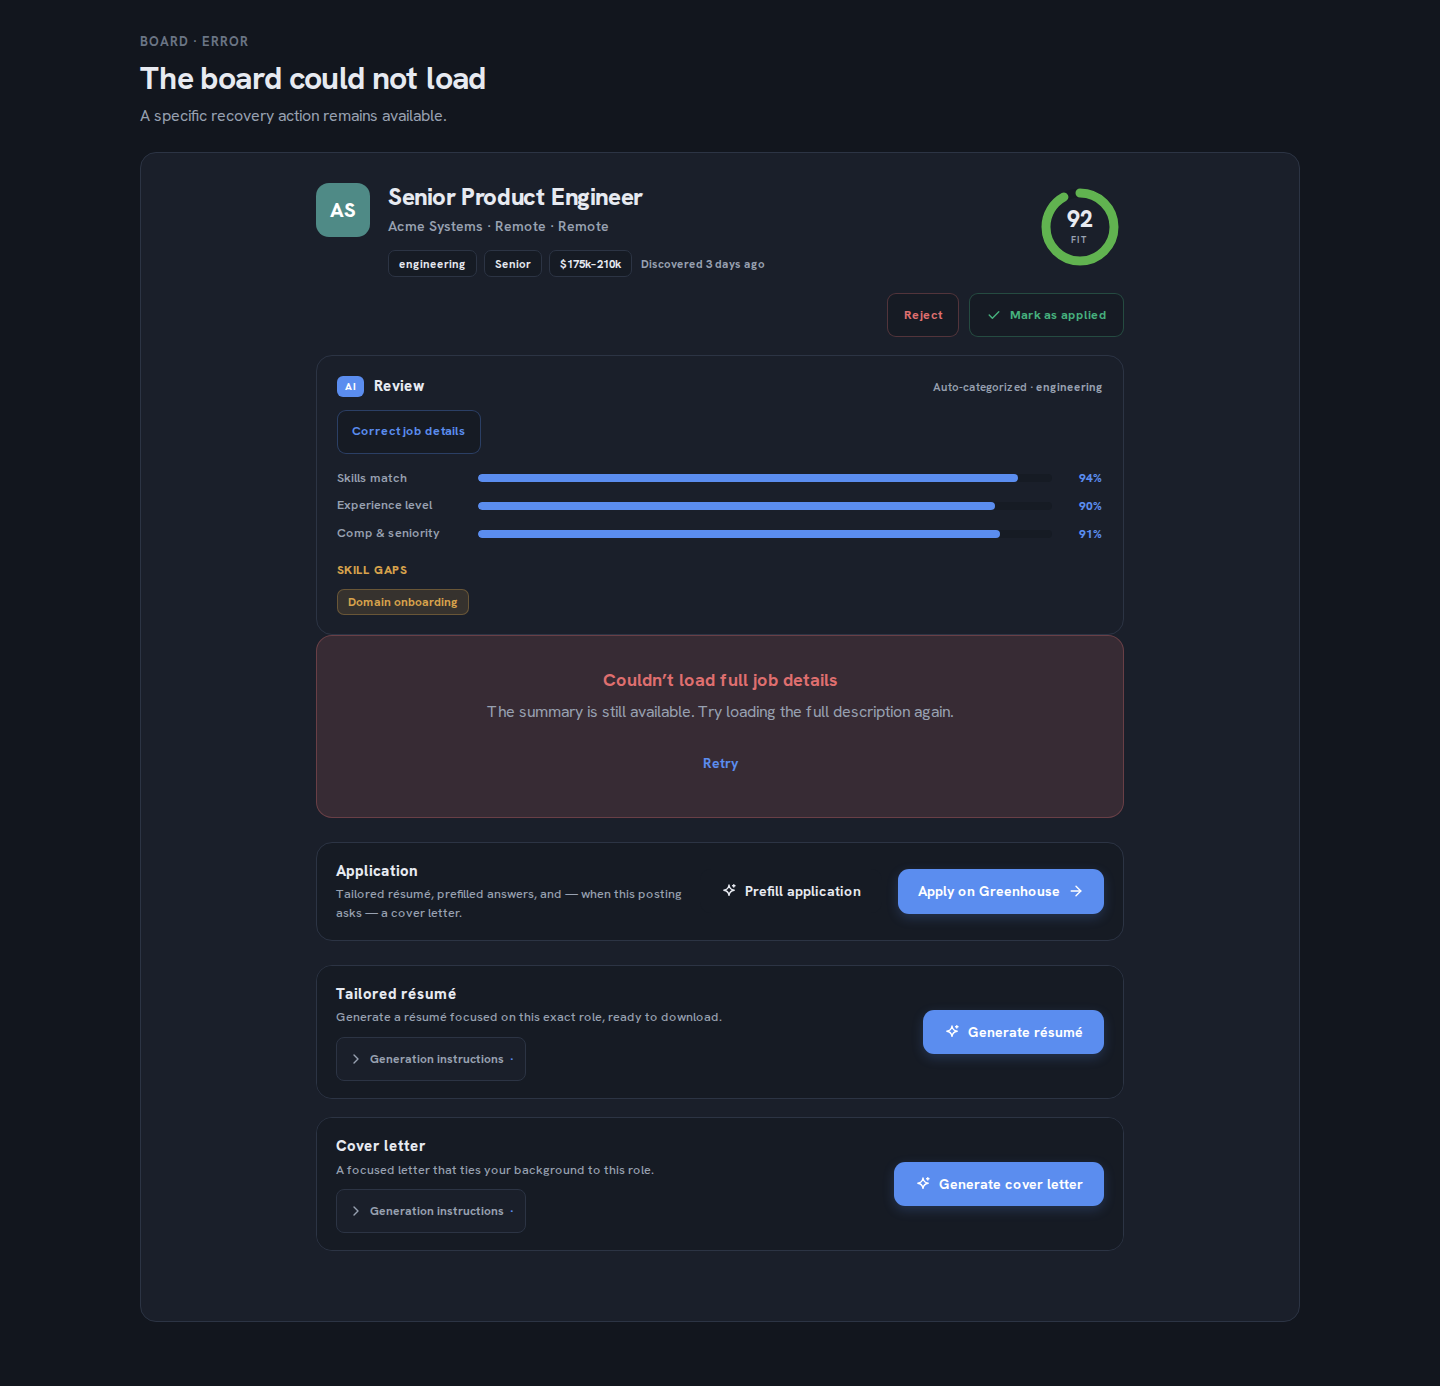 BOARD · ERROR
The board could not load
A specific recovery action remains available.
AS
Senior Product Engineer
Acme Systems · Remote · Remote
engineering
Senior
$175k–210k
Discovered 3 days ago
92
FIT
Reject
Mark as applied
AI
Review
Auto-categorized · engineering
Correct job details
Skills match
94%
Experience level
90%
Comp & seniority
91%
SKILL GAPS
Domain onboarding
Couldn’t load full job details
The summary is still available. Try loading the full description again.
Retry
Application
Tailored résumé, prefilled answers, and — when this posting
asks — a cover letter.
Prefill application
Apply on Greenhouse
Tailored résumé
Generate a résumé focused on this exact role, ready to download.
Generation instructions ·
Generate résumé
Cover letter
A focused letter that ties your background to this role.
Generation instructions ·
Generate cover letter